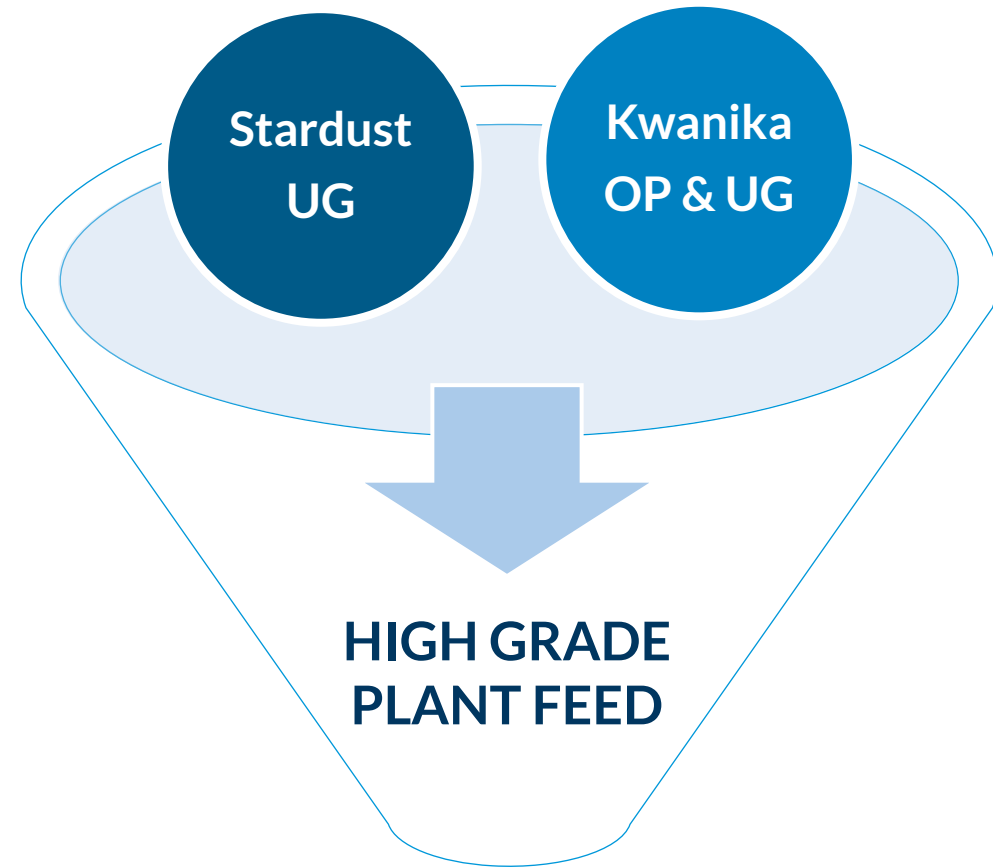 Stardust
UG
Kwanika
OP & UG
HIGH GRADE
PLANT FEED